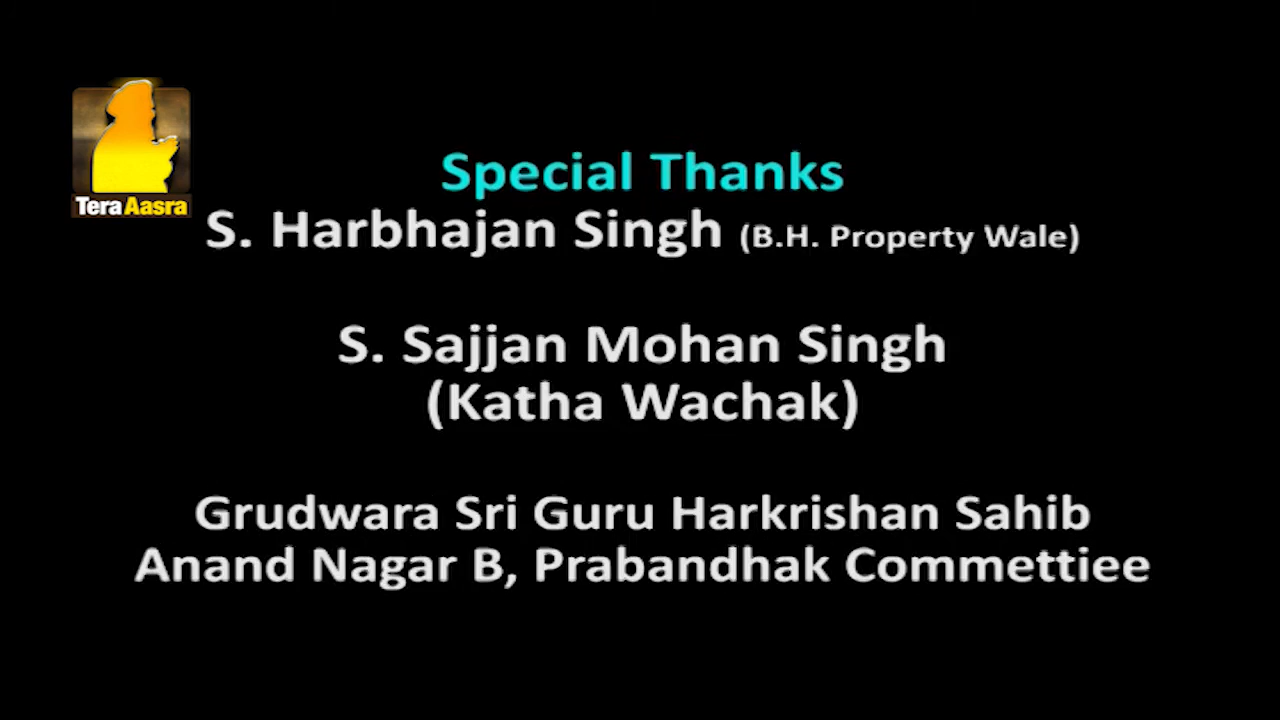 Special Thanks
Tera Aasra
S. Harbhajan Singh (B.H. Property Wale)
S. Sajjan Mohan Singh
(Katha Wachak)
Grudwara Sri Guru Harkrishan Sahib
Anand Nagar B, Prabandhak Commettiee